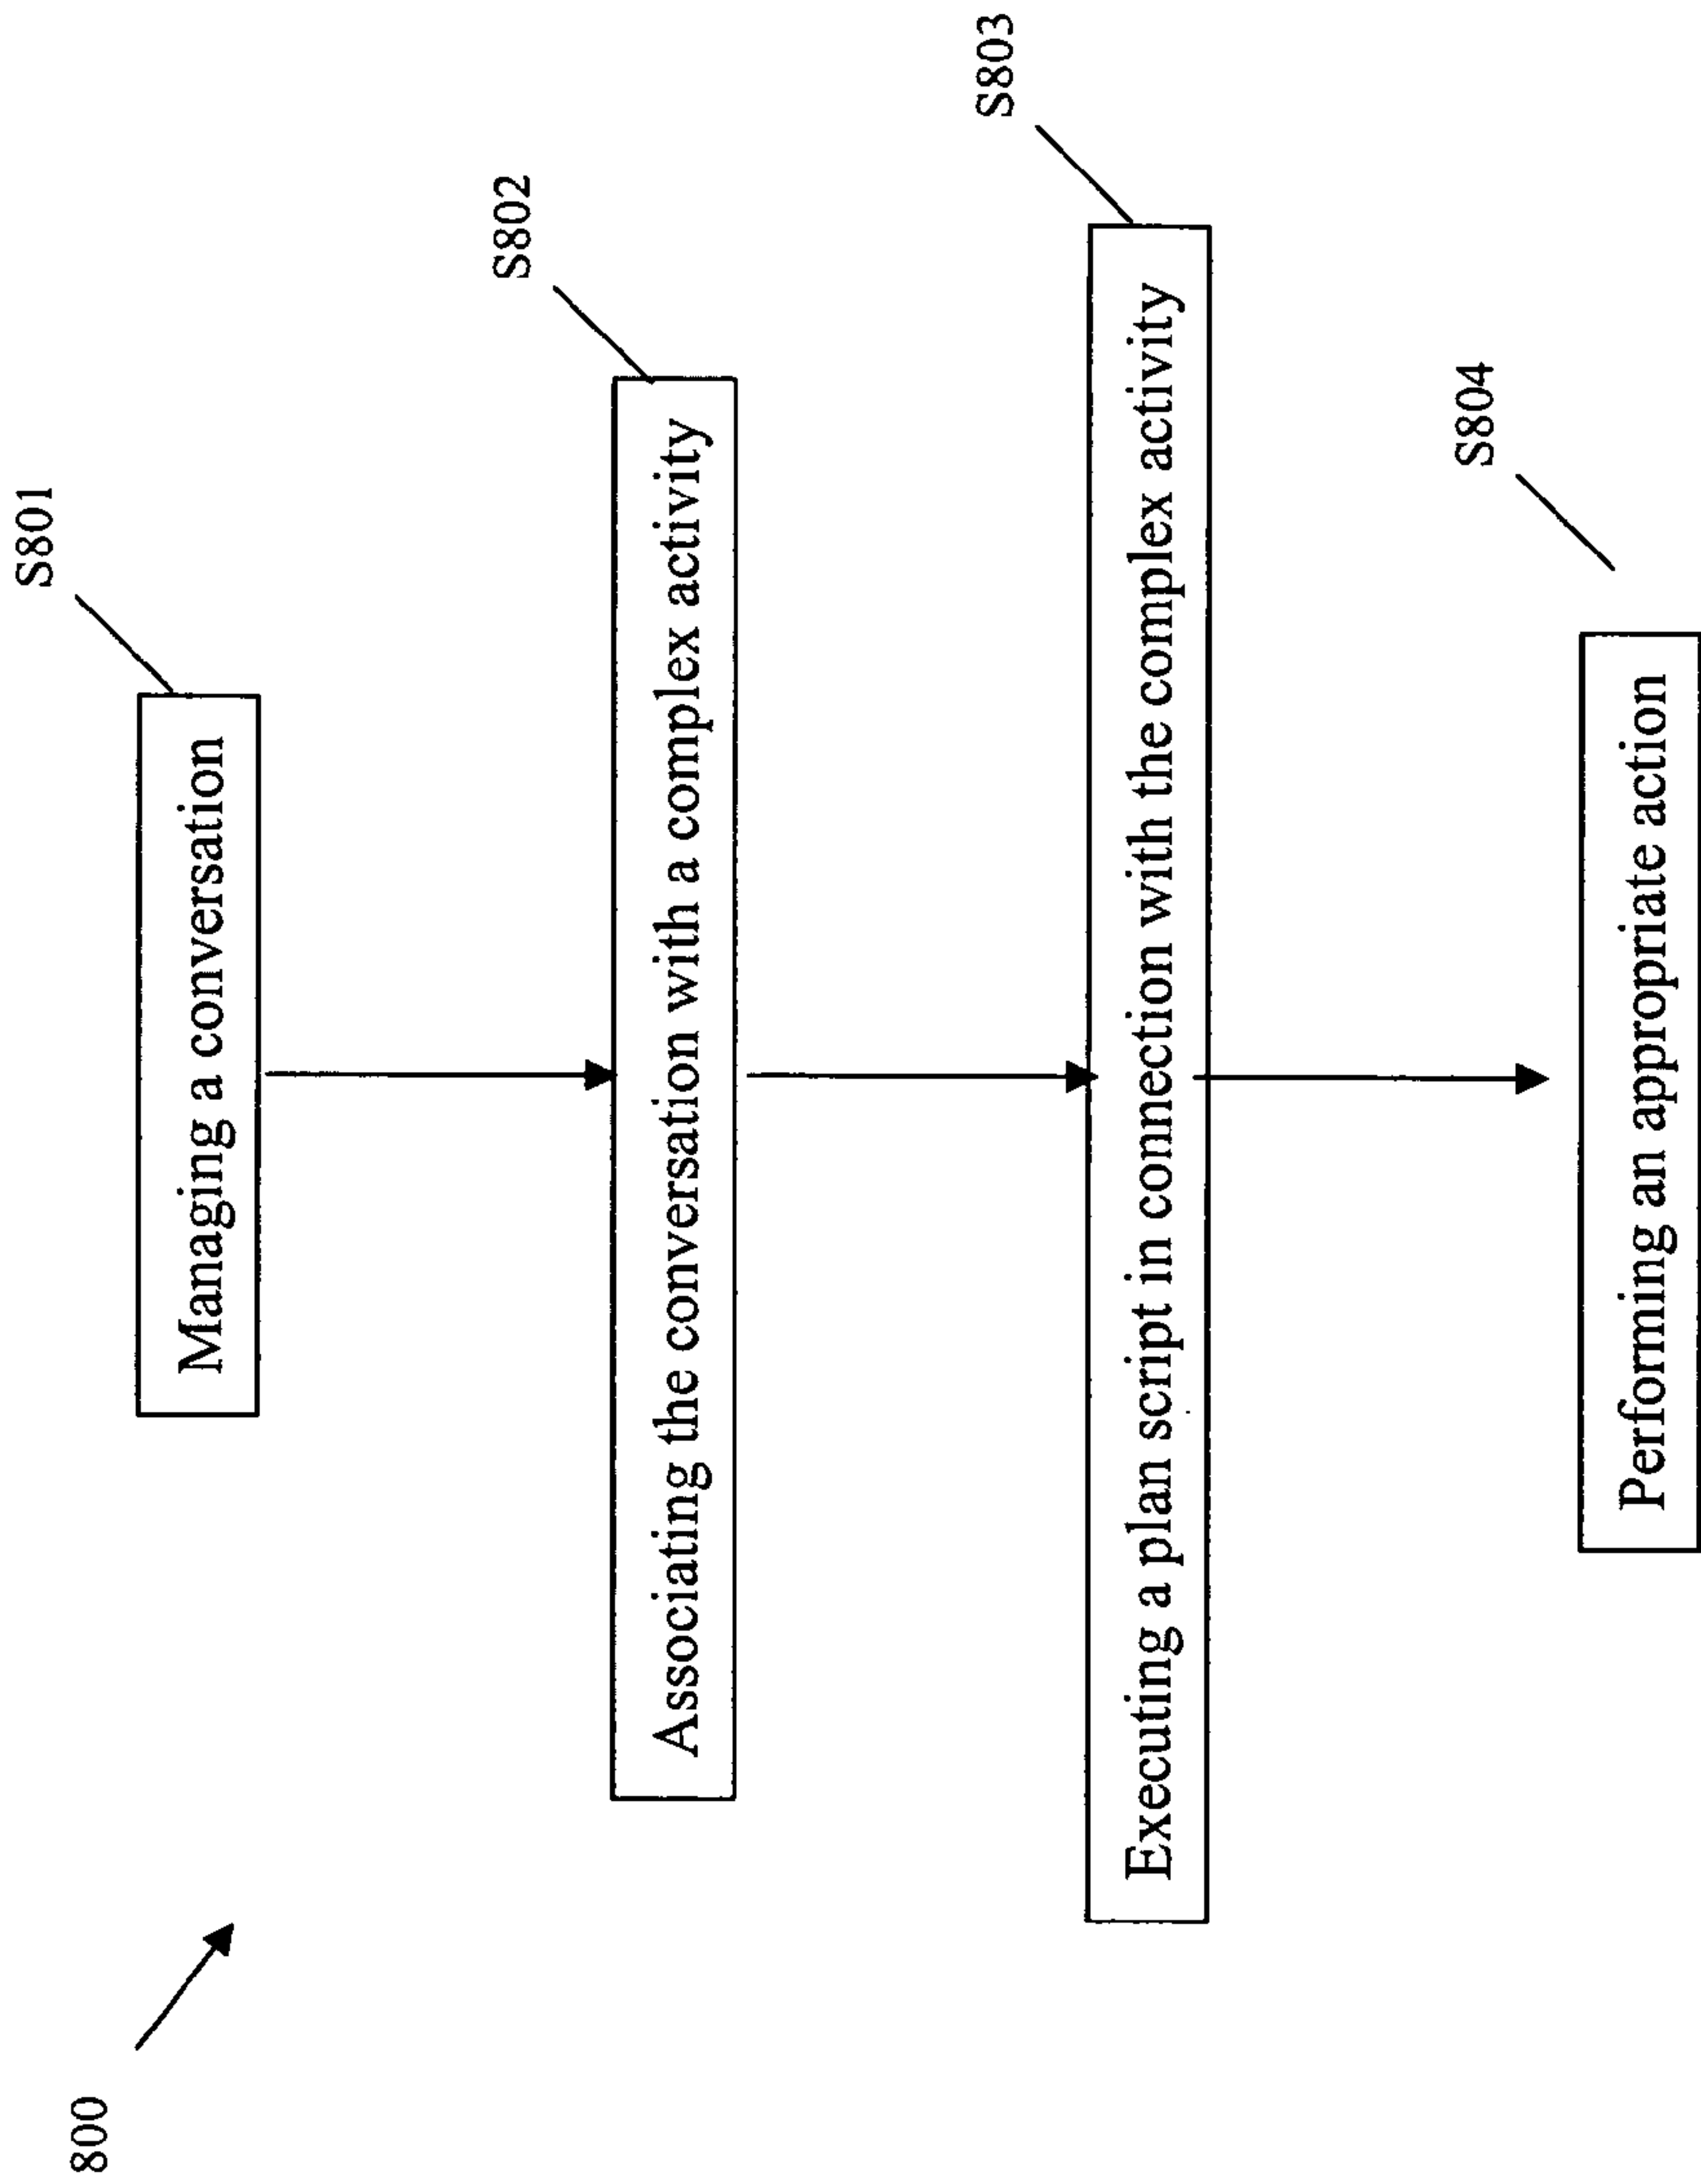 800
S801
Managing a conversation
S802
Associating the conversation with a complex activity
S803
Executing a plan script in connection with the complex activity
S804
Performing an appropriate action